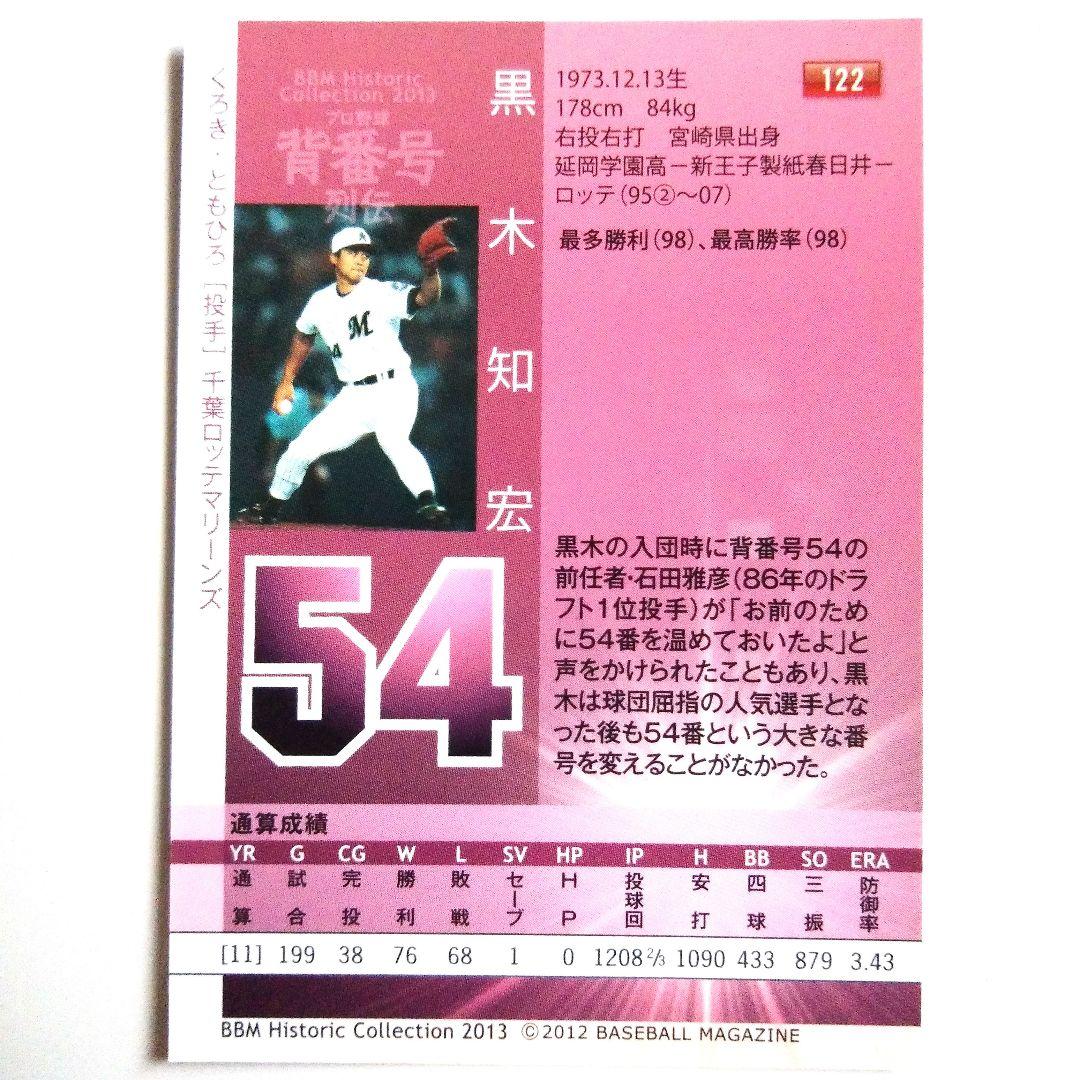 くろき・ともひろ [投手] 千葉ロッテマリーンズ
BBM Historic
Collection 2013
プロ野球
背番号
列伝
黒木知宏
122
1973.12.13生
178cm 84kg
右投右打 宮崎県出身
延岡学園高－新王子製紙春日井－
ロッテ(95②〜07)
最多勝利(98)、最高勝率(98)
M
54
黒木の入団時に背番号54の
前任者・石田雅彦(86年のドラ
フト1位投手)が「お前のため
に54番を温めておいたよ」と
声をかけられたこともあり、黒
木は球団屈指の人気選手とな
った後も54番という大きな番
号を変えることがなかった。
通算成績
YR G CG W L SV HP IP H BB SO ERA
通算 試合 完投 勝利 敗戦 セーブ HP 投球回 安打 四球 三振 防御率
[11] 199 38 76 68 1 0 1208 2/3 1090 433 879 3.43
BBM Historic Collection 2013 ©2012 BASEBALL MAGAZINE